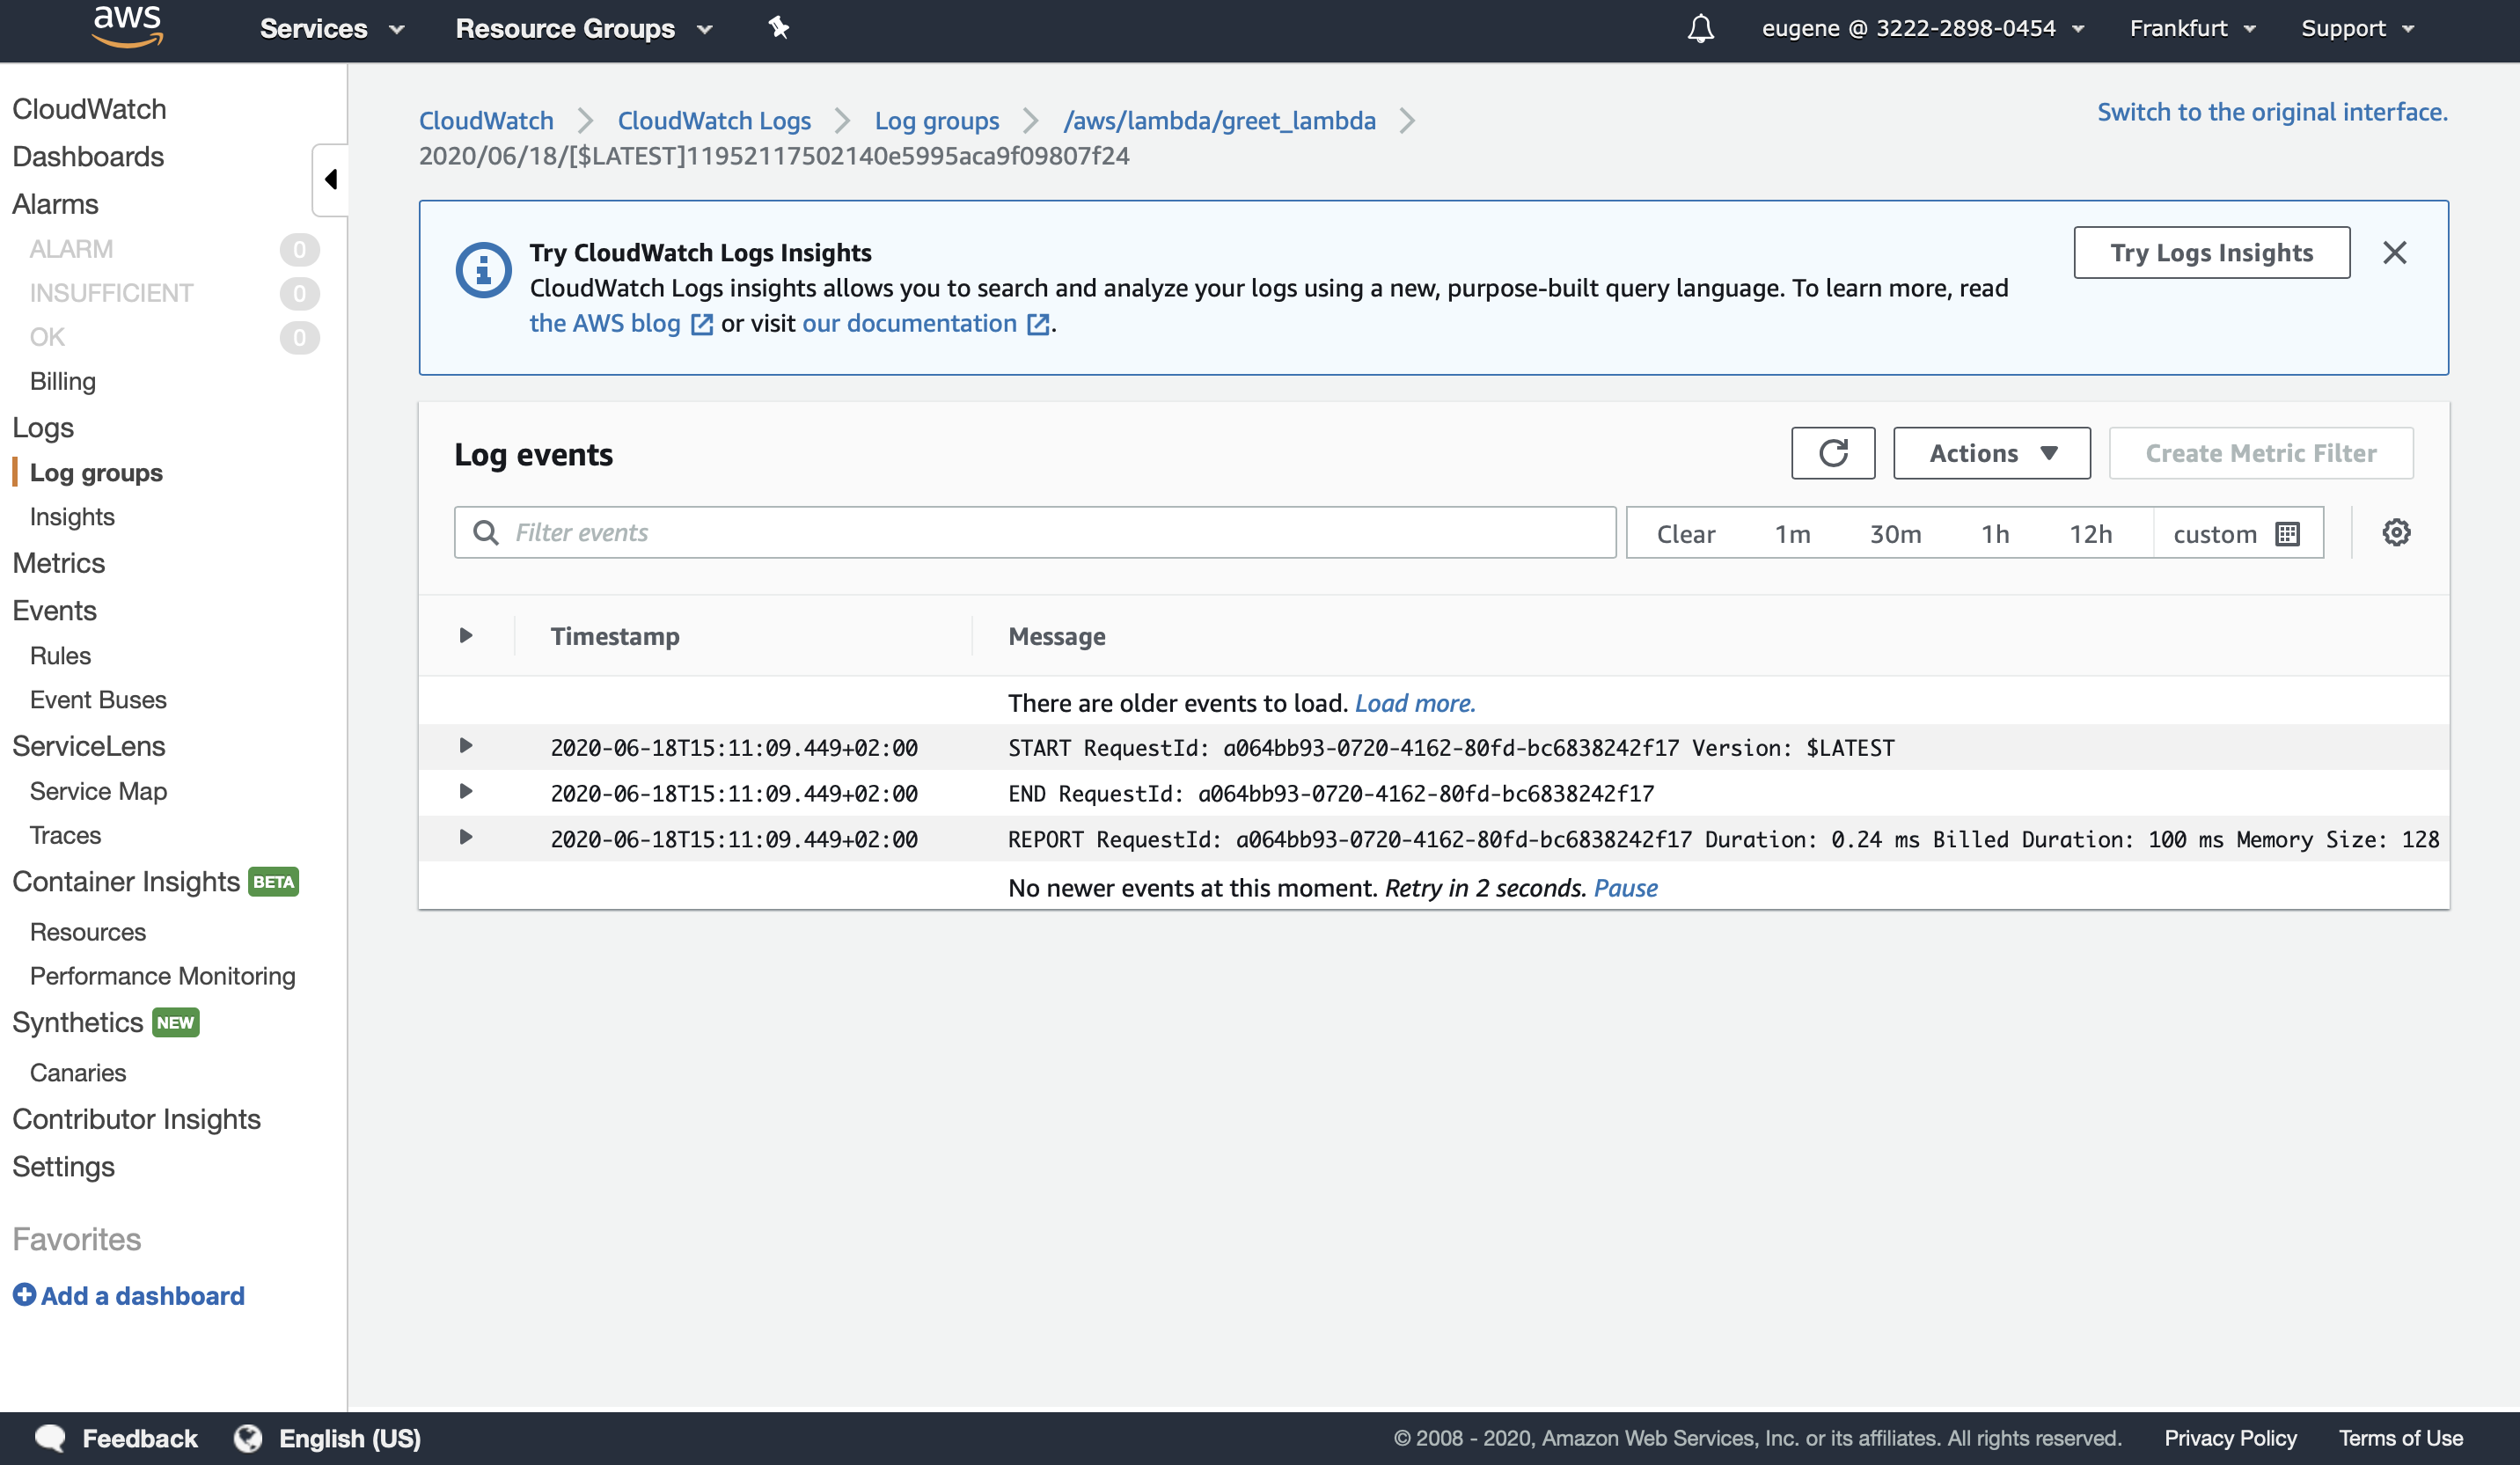 aws
Services
Resource Groups
eugene @ 3222-2898-0454
Frankfurt
Support
CloudWatch
Dashboards
Alarms
ALARM 0
INSUFFICIENT 0
OK 0
Billing
Logs
Log groups
Insights
Metrics
Events
Rules
Event Buses
ServiceLens
Service Map
Traces
Container Insights BETA
Resources
Performance Monitoring
Synthetics NEW
Canaries
Contributor Insights
Settings
Favorites
Add a dashboard
CloudWatch
CloudWatch Logs
Log groups
/aws/lambda/greet_lambda
2020/06/18/[$LATEST]11952117502140e5995aca9f09807f24
Switch to the original interface.
Try CloudWatch Logs Insights
CloudWatch Logs insights allows you to search and analyze your logs using a new, purpose-built query language. To learn more, read
the AWS blog or visit our documentation .
Try Logs Insights
Log events
Actions
Create Metric Filter
Filter events
Clear 1m 30m 1h 12h custom
Timestamp Message
There are older events to load. Load more.
2020-06-18T15:11:09.449+02:00 START RequestId: a064bb93-0720-4162-80fd-bc6838242f17 Version: $LATEST
2020-06-18T15:11:09.449+02:00 END RequestId: a064bb93-0720-4162-80fd-bc6838242f17
2020-06-18T15:11:09.449+02:00 REPORT RequestId: a064bb93-0720-4162-80fd-bc6838242f17 Duration: 0.24 ms Billed Duration: 100 ms Memory Size: 128
No newer events at this moment. Retry in 2 seconds. Pause
Feedback
English (US)
© 2008 - 2020, Amazon Web Services, Inc. or its affiliates. All rights reserved.
Privacy Policy
Terms of Use